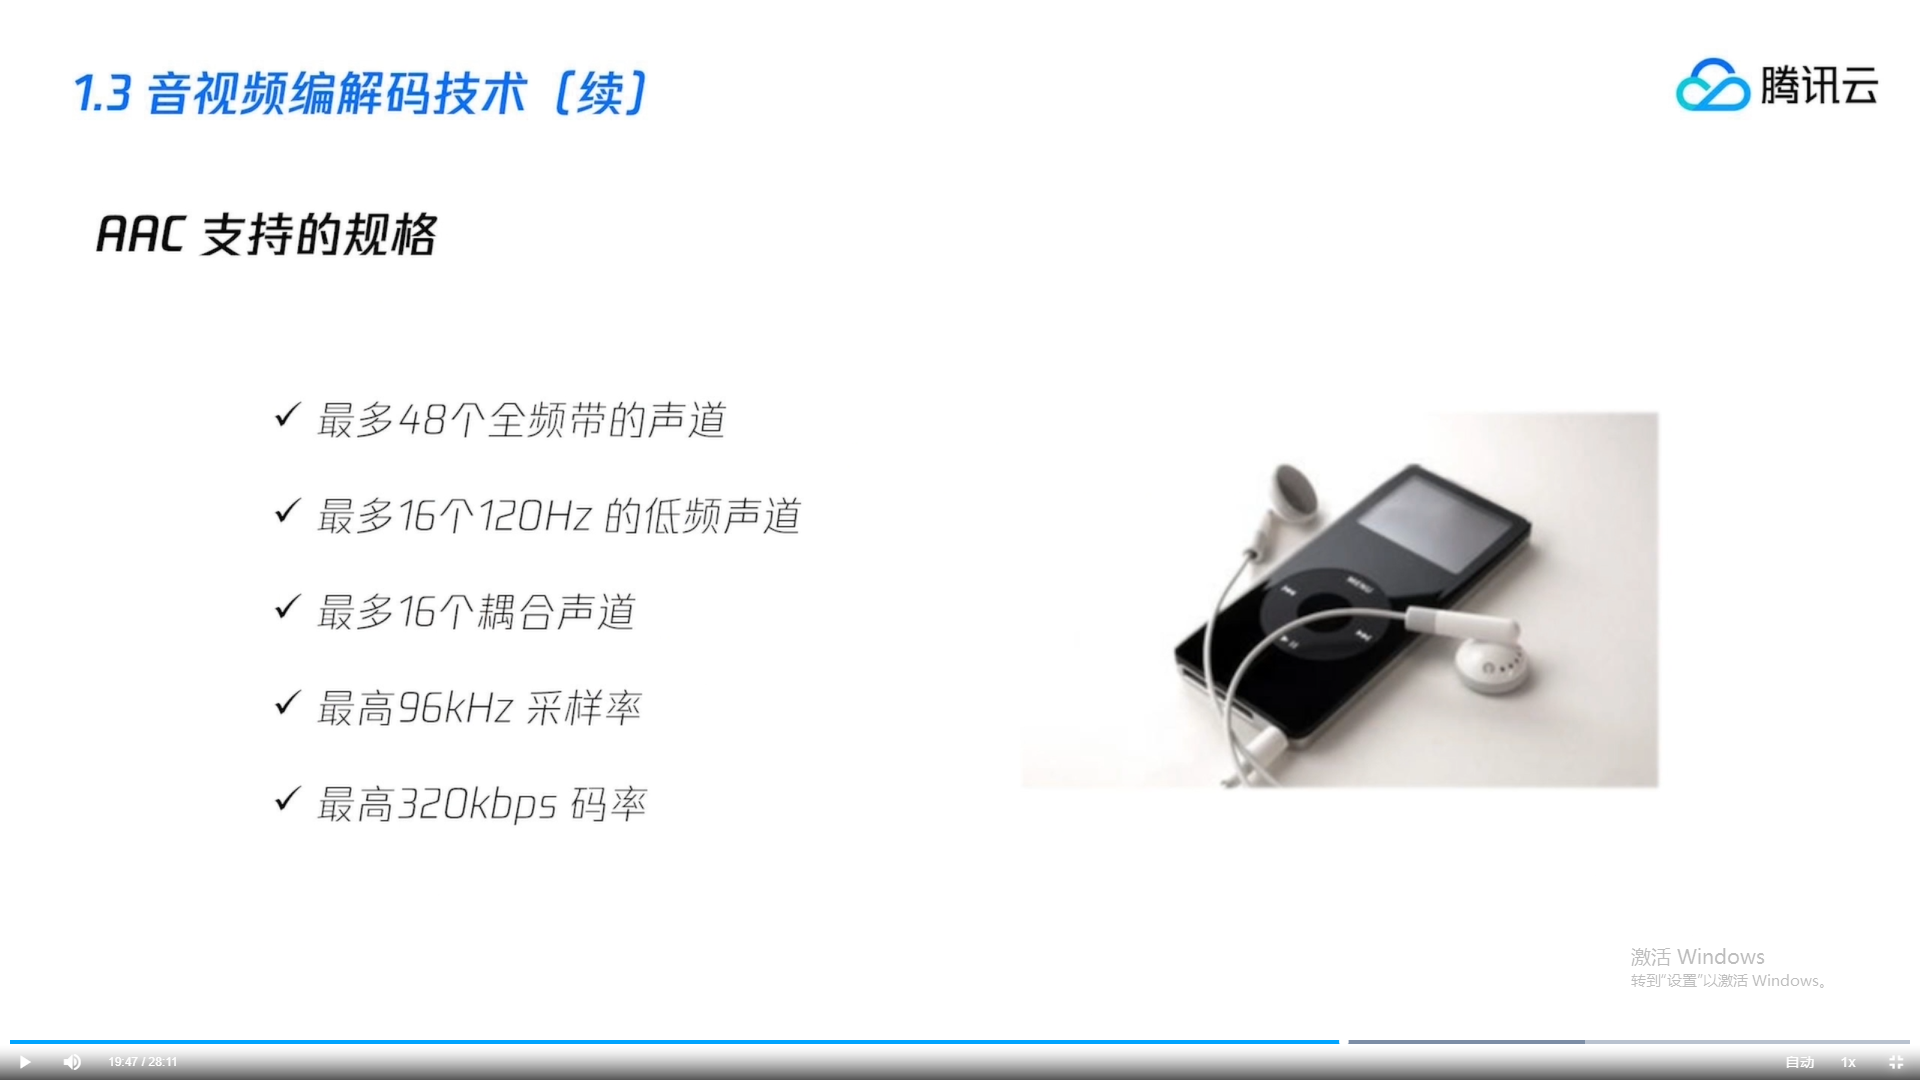 1.3 音视频编解码技术（续）
腾讯云
AAC 支持的规格
✓ 最多48个全频带的声道
✓ 最多16个120Hz 的低频声道
✓ 最多16个耦合声道
✓ 最高96kHz 采样率
✓ 最高320kbps 码率
MENU
激活 Windows
转到“设置”以激活 Windows。
19:47 / 28:11
自动
1x